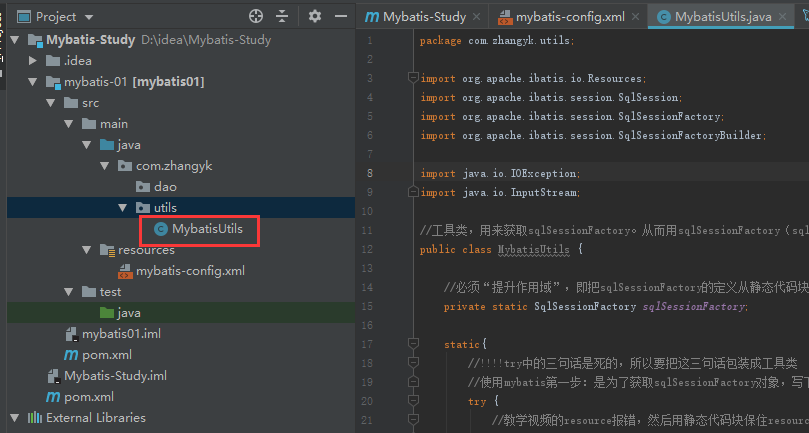 Project
Mybatis-Study D:\idea\Mybatis-Study
.idea
mybatis-01 [mybatis01]
src
main
java
com.zhangyk
dao
utils
MybatisUtils
resources
mybatis-config.xml
test
java
mybatis01.iml
pom.xml
Mybatis-Study.iml
pom.xml
External Libraries
Mybatis-Study × mybatis-config.xml × MybatisUtils.java ×
1 package com.zhangyk.utils;
2
3 import org.apache.ibatis.io.Resources;
4 import org.apache.ibatis.session.SqlSession;
5 import org.apache.ibatis.session.SqlSessionFactory;
6 import org.apache.ibatis.session.SqlSessionFactoryBuilder;
7
8 import java.io.IOException;
9 import java.io.InputStream;
10
11 //工具类，用来获取sqlSessionFactory。从而用sqlSessionFactory（sq
12 public class MybatisUtils {
13
14 //必须“提升作用域”，即把sqlSessionFactory的定义从静态代码块
15 private static SqlSessionFactory sqlSessionFactory;
16
17 static{
18 //!!!!try中的三句话是死的，所以要把这三句话包装成工具类
19 //使用mybatis第一步：是为了获取sqlSessionFactory对象，写下
20 try {
21 //教学视频的resource报错，然后用静态代码块保住resour